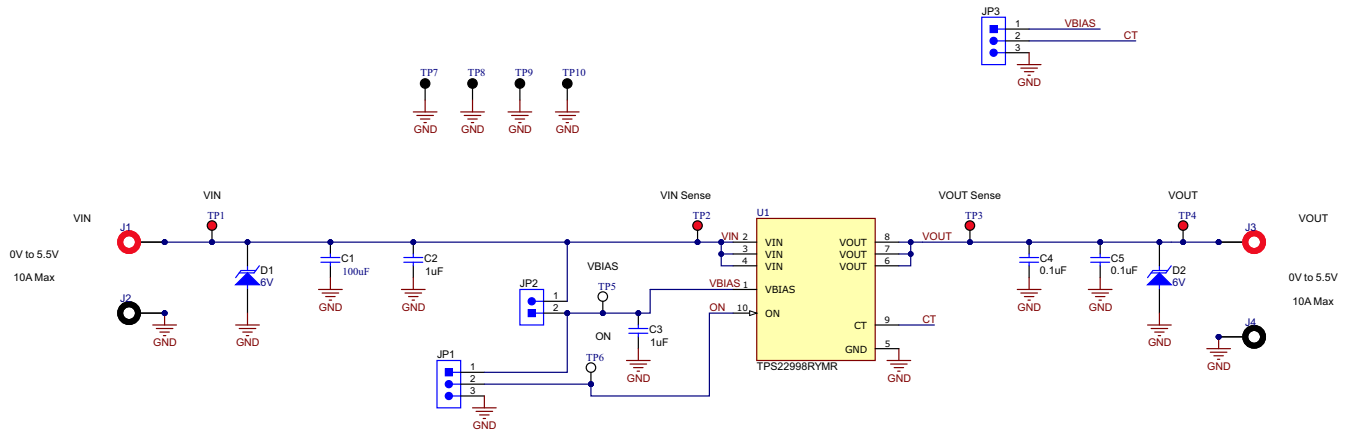 JP3
1 VBIAS
2 CT
3
GND
TP7 TP8 TP9 TP10
GND GND GND GND
VIN VIN Sense VOUT Sense VOUT
VIN TP1 TP2 U1 TP3 TP4 VOUT
J1 J3
VIN 2 VIN VOUT 8 VOUT
0V to 5.5V 3 VIN VOUT 7
C1 C2 4 VIN VOUT 6 C4 C5
100uF 1uF 0.1uF 0.1uF
D1 VBIAS D2
6V 6V
10A Max 0V to 5.5V
JP2 TP5 VBIAS 1 VBIAS
GND GND 10A Max
J2 1
2 ON 10 ON
GND GND GND GND
ON C3 CT 9 CT
1uF J4
GND GND GND
JP1 TP6 GND 5
1 GND TPS22998RYMR GND
2
3
GND